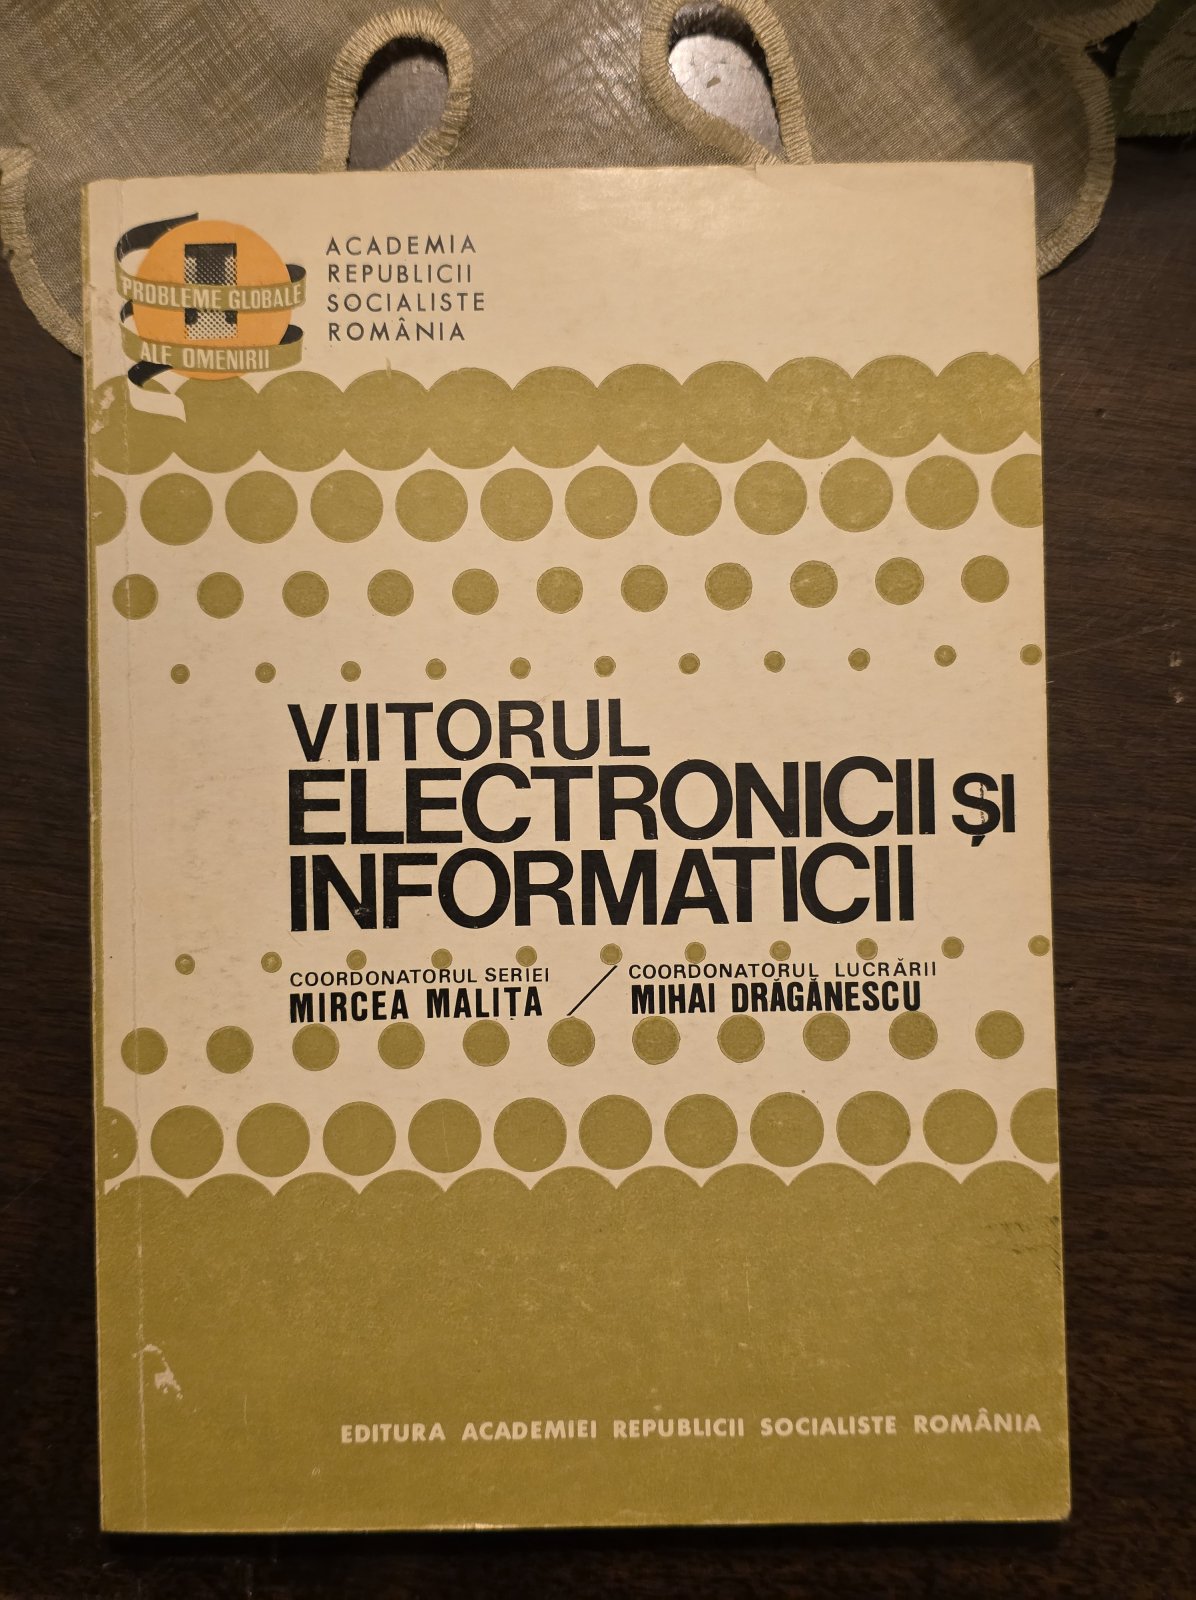 I
PROBLEME GLOBALE
ALE OMENIRII
ACADEMIA
REPUBLICII
SOCIALISTE
ROMÂNIA
VIITORUL
ELECTRONICII ȘI
INFORMATICII
COORDONATORUL SERIEI
MIRCEA MALIȚA
COORDONATORUL LUCRĂRII
MIHAI DRĂGĂNESCU
EDITURA ACADEMIEI REPUBLICII SOCIALISTE ROMÂNIA